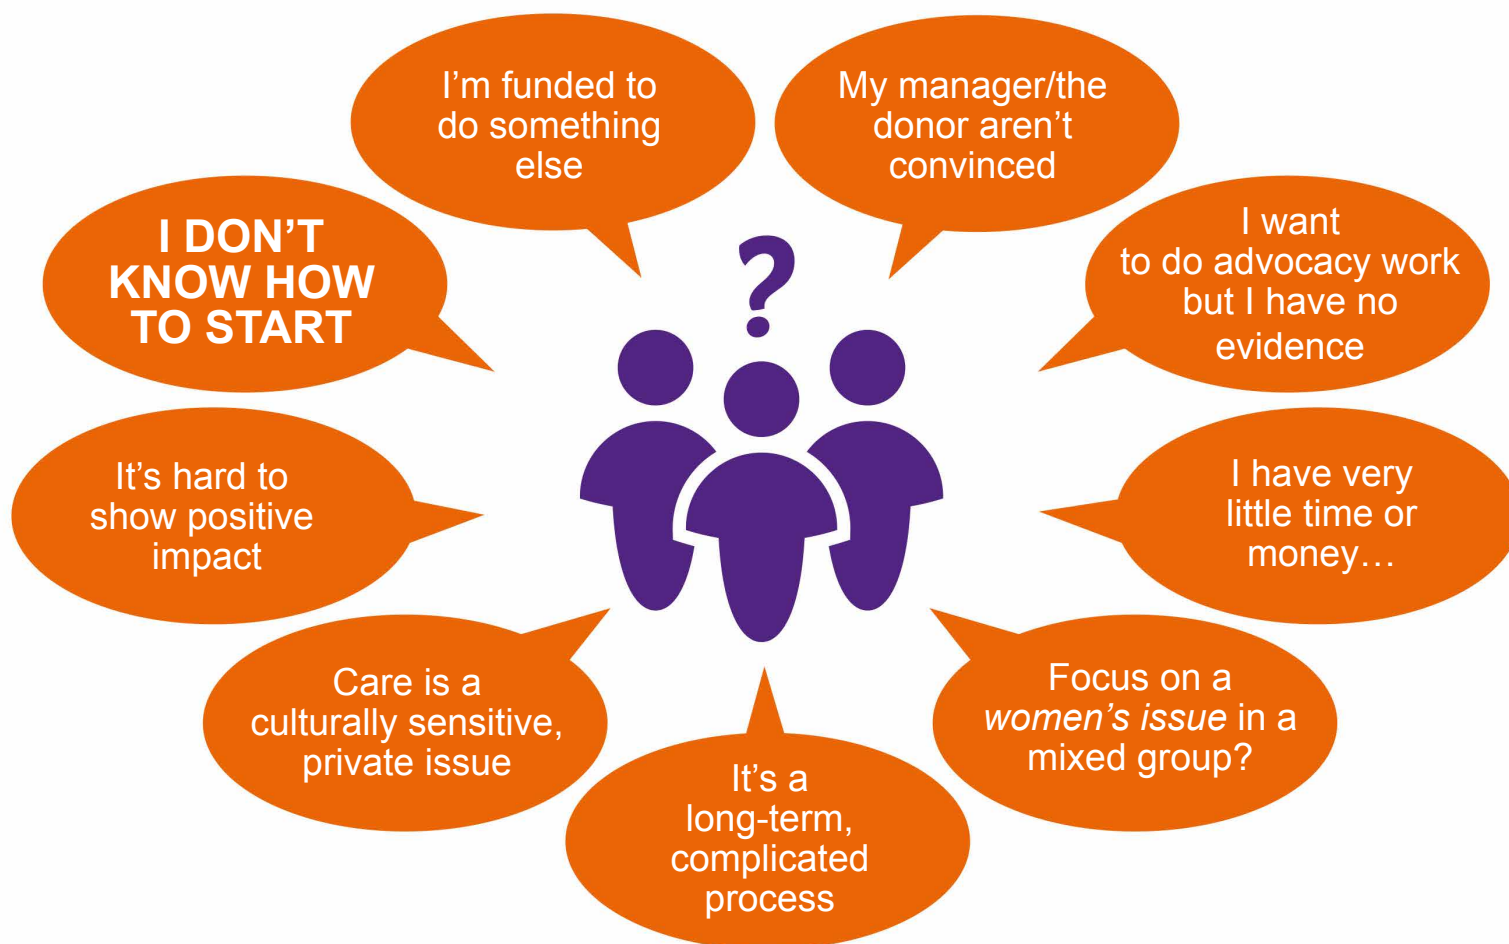 I’m funded to
do something
else
My manager/the
donor aren’t
convinced
I DON’T
KNOW HOW
TO START
?
I want
to do advocacy work
but I have no
evidence
It’s hard to
show positive
impact
I have very
little time or
money…
Care is a
culturally sensitive,
private issue
It’s a
long-term,
complicated
process
Focus on a
women’s issue in a
mixed group?